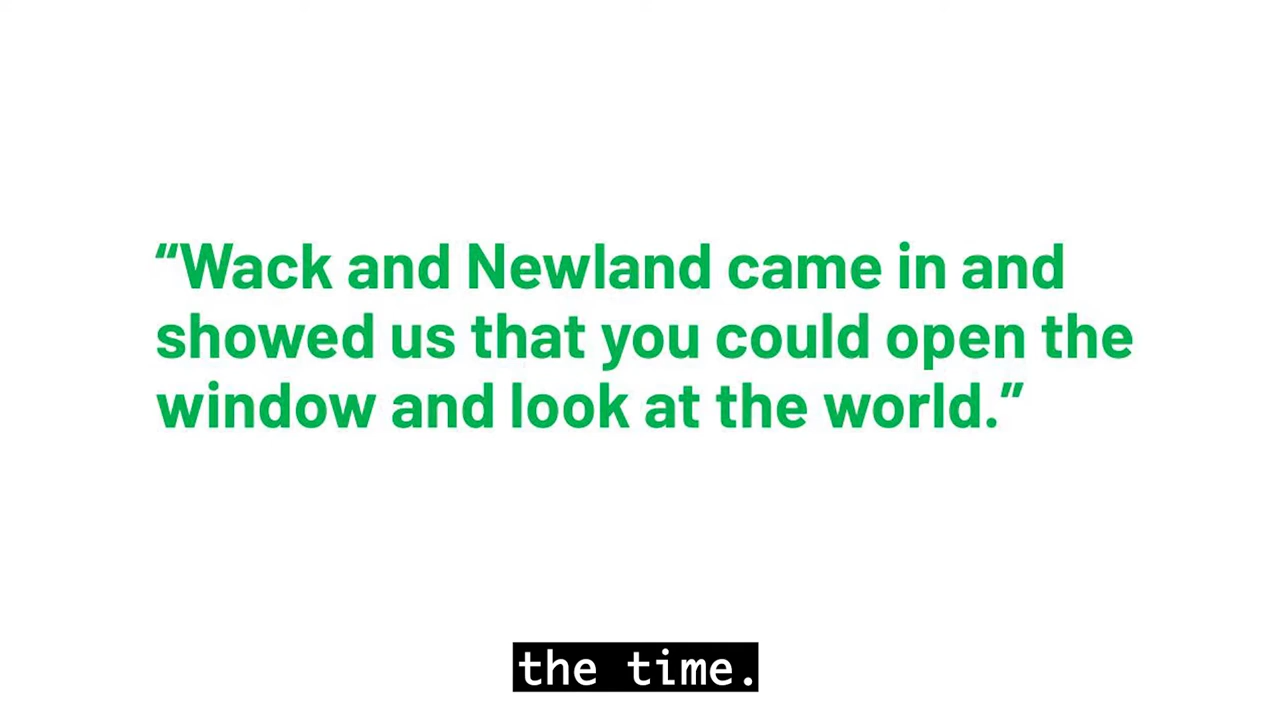 “Wack and Newland came in and
showed us that you could open the
window and look at the world.”
the time.